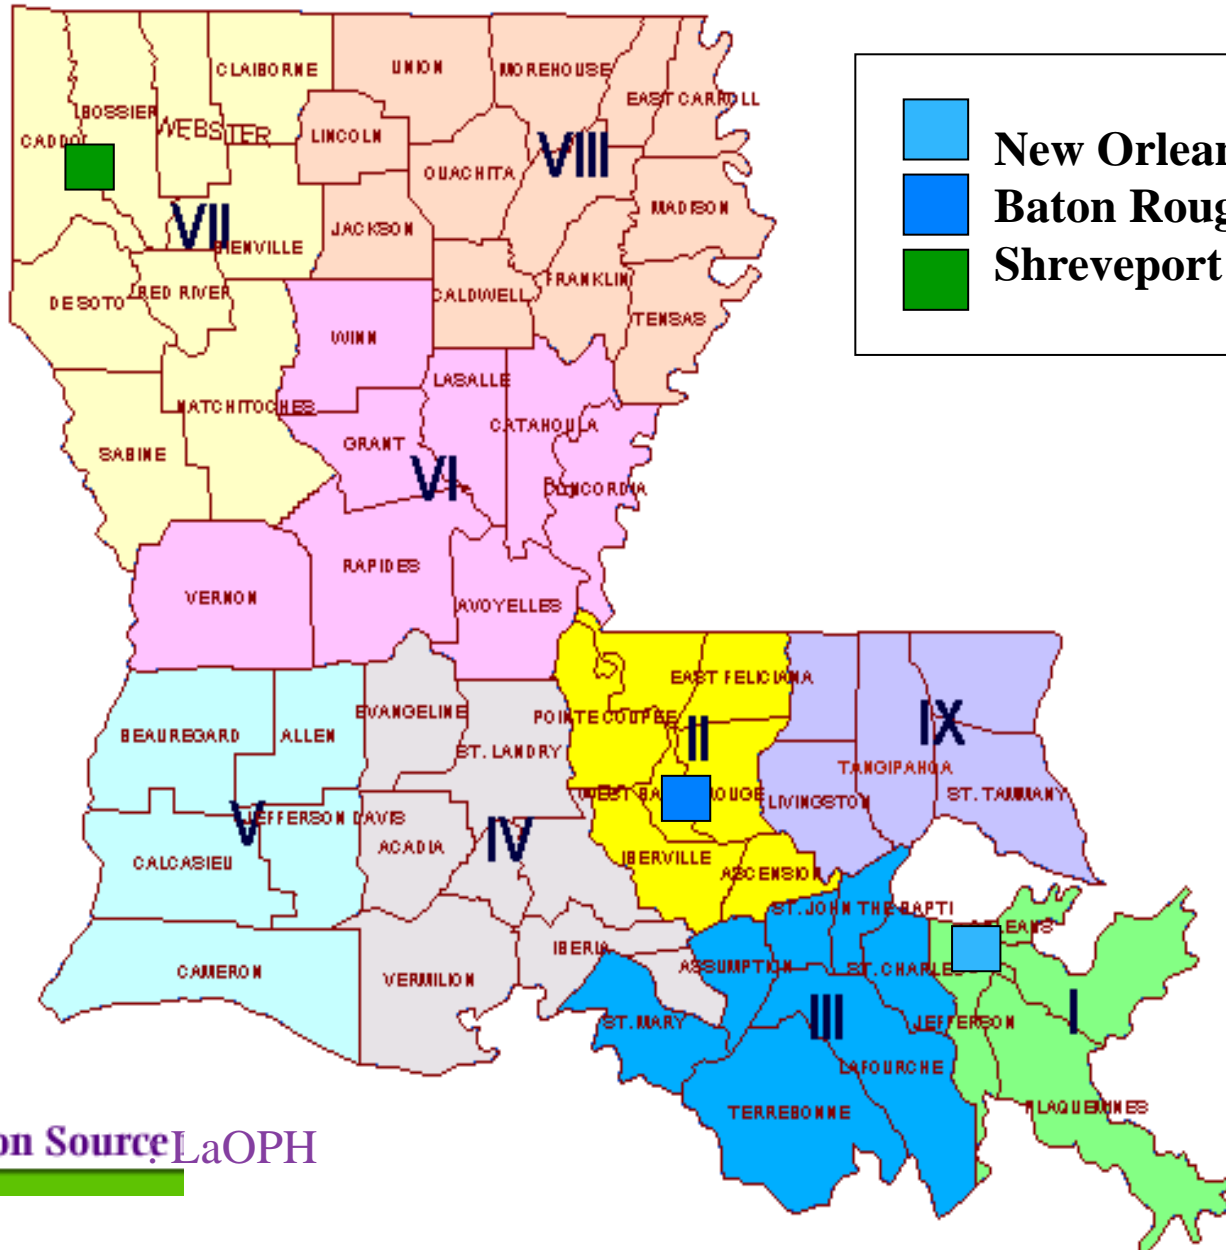 CLAIBORNE
UNION
MOREHOUSE
EAST CARROLL
BOSSIER
WEBSTER
LINCOLN
CADDO
VIII
OUACHITA
New Orlean
Baton Roug
Shreveport
MADISON
VII
JACKSON
BIENVILLE
RED RIVER
DESOTO
CALDWELL
FRANKLIN
TENSAS
WINN
LASALLE
NATCHITOCHES
CATAHOULA
GRANT
SABINE
VI
CONCORDIA
RAPIDES
VERNON
AVOYELLES
EAST FELICIANA
EVANGELINE
POINTE COUPEE
II
IX
BEAUREGARD
ALLEN
ST. LANDRY
TANGIPAHOA
WEST BA ROUGE
LIVINGSTON
ST. TAMMANY
V
JEFFERSON DAVIS
IV
ACADIA
CALCASIEU
IBERVILLE
ASCENSION
ST. JOHN THE BAPTI
IBERIA
CAMERON
VERMILION
ASSUMPTION
ST. CHARLES
ST. MARY
III
JEFFERSON
I
LAFOURCHE
TERREBONNE
PLAQUEMINES
on Source: LaOPH